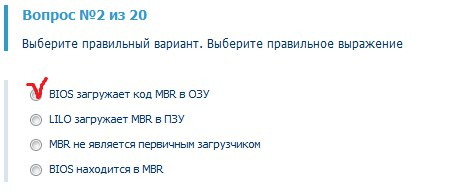 Вопрос №2 из 20
Выберите правильный вариант. Выберите правильное выражение
BIOS загружает код MBR в ОЗУ
LILO загружает MBR в ПЗУ
MBR не является первичным загрузчиком
BIOS находится в MBR